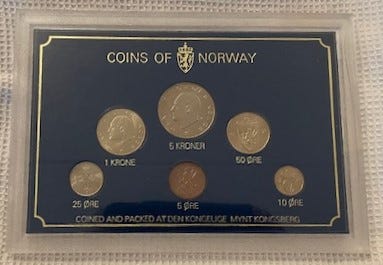 COINS OF NORWAY
1 KRONE
5 KRONER
50 ØRE
25 ØRE
5 ØRE
10 ØRE
COINED AND PACKED AT DEN KONGELIGE MYNT KONGSBERG